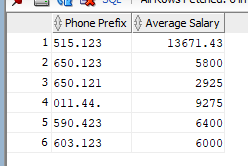 SQL All Rows Fetched: 6 in
Phone Prefix Average Salary
1 515.123 13671.43
2 650.123 5800
3 650.121 2925
4 011.44. 9275
5 590.423 6400
6 603.123 6000